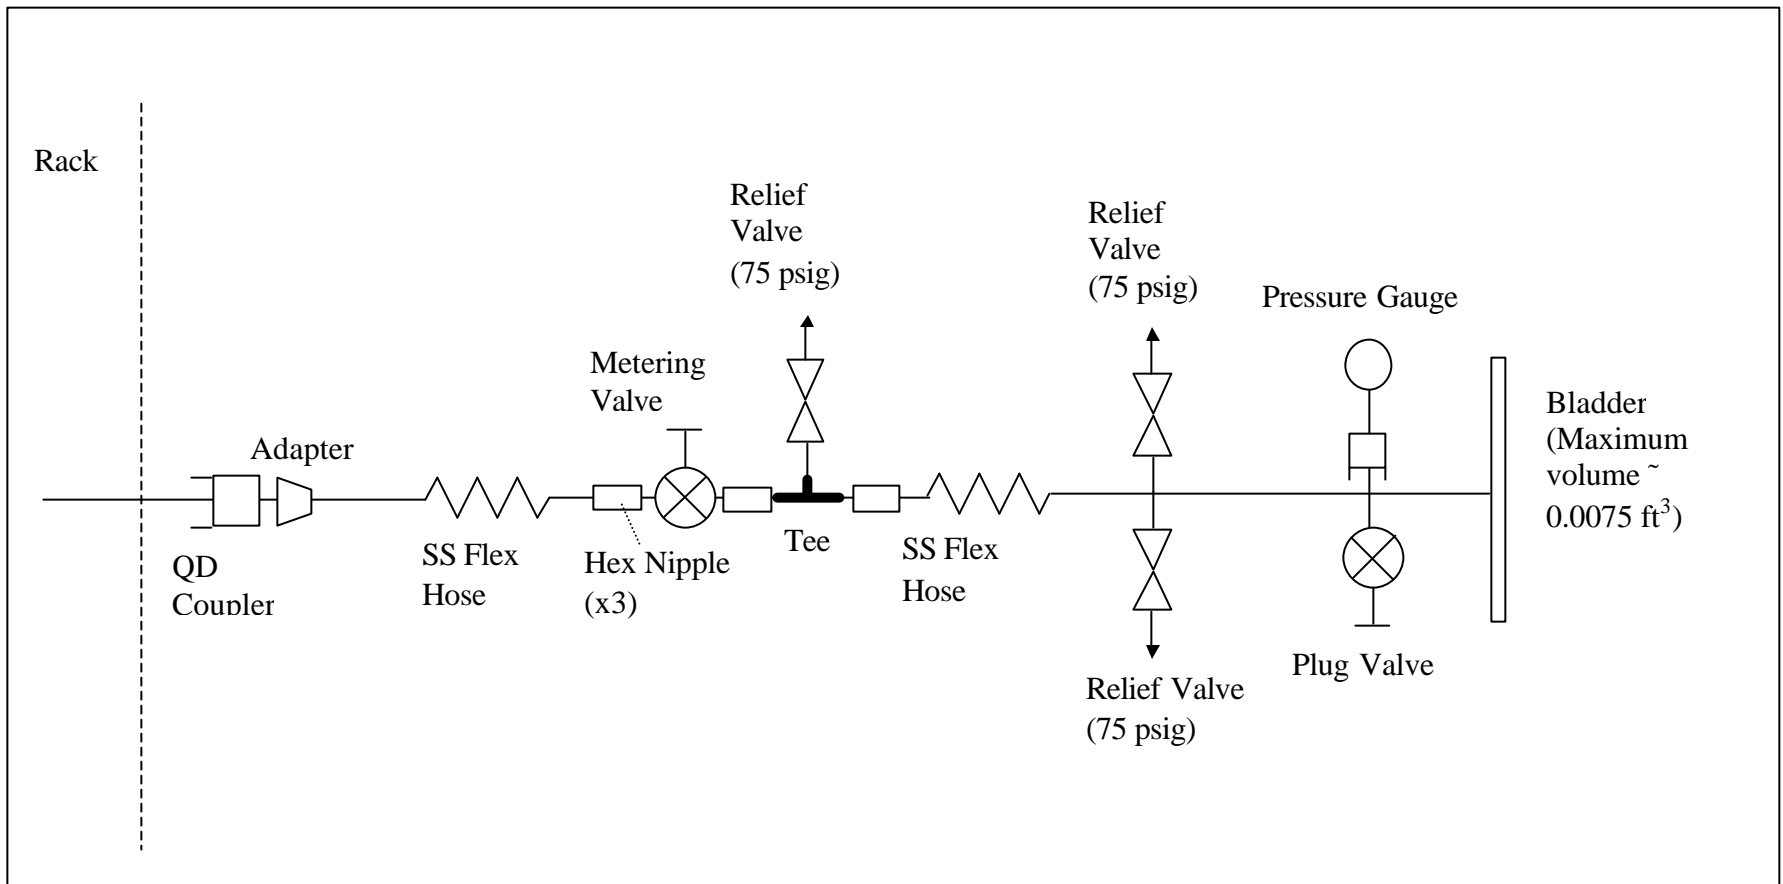 Rack
Relief
Valve
(75 psig)
Relief
Valve
(75 psig)
Pressure Gauge
Metering
Valve
Bladder
(Maximum
volume ~
0.0075 ft³)
Adapter
QD
Coupler
SS Flex
Hose
Hex Nipple
(x3)
Tee
SS Flex
Hose
Plug Valve
Relief Valve
(75 psig)